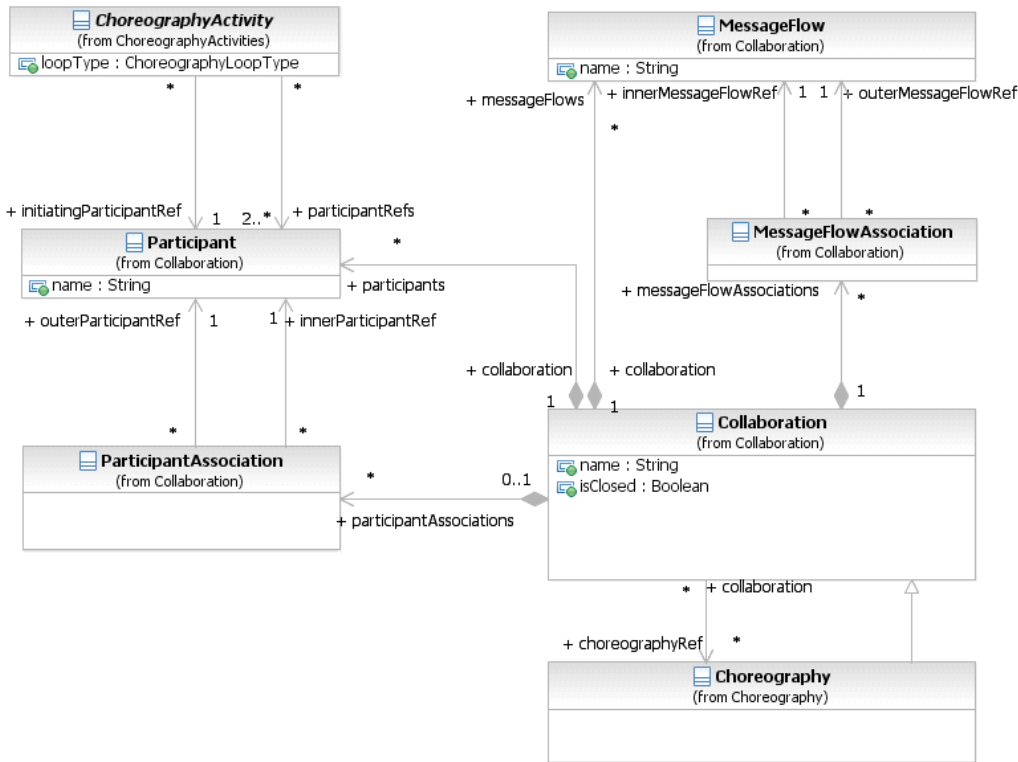 ChoreographyActivity
(from ChoreographyActivities)
loopType : ChoreographyLoopType
MessageFlow
(from Collaboration)
name : String
* *
+ messageFlows
+ innerMessageFlowRef 1 1 + outerMessageFlowRef
*
+ initiatingParticipantRef 1 2..* + participantRefs
* *
Participant
(from Collaboration)
name : String
*
+ participants
MessageFlowAssociation
(from Collaboration)
+ messageFlowAssociations *
+ outerParticipantRef 1 1 + innerParticipantRef
+ collaboration + collaboration
1 1 1
* *
ParticipantAssociation
(from Collaboration)
Collaboration
(from Collaboration)
name : String
isClosed : Boolean
* 0..1
+ participantAssociations
* + collaboration
+ choreographyRef *
Choreography
(from Choreography)